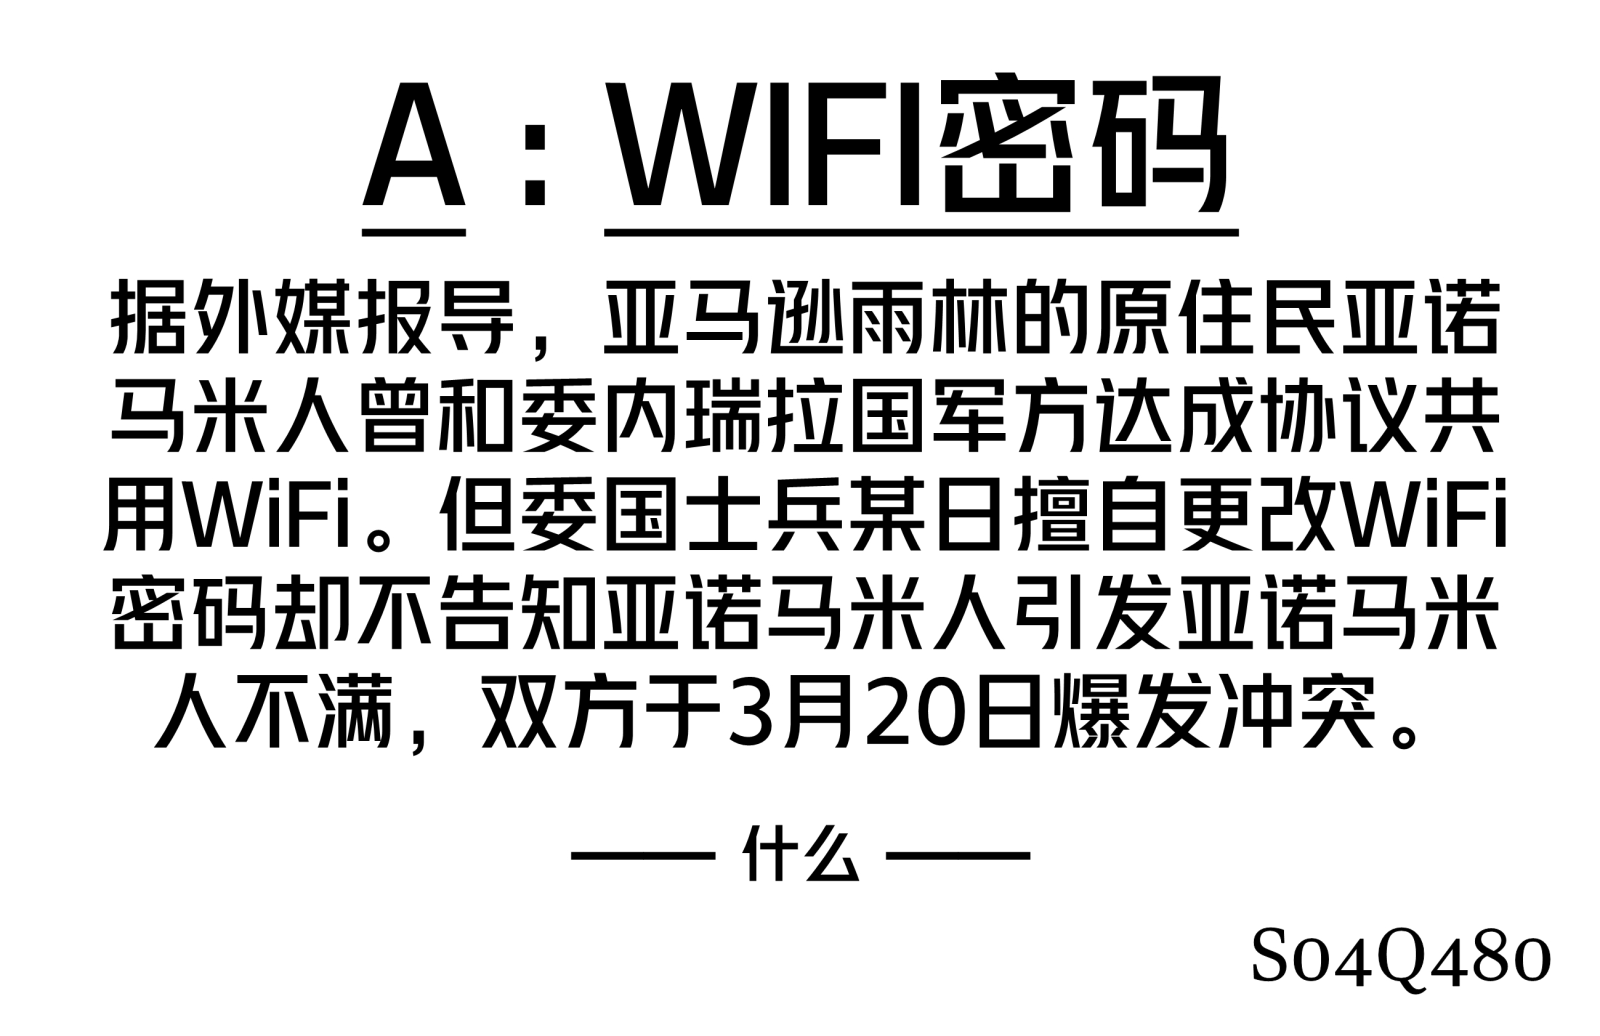 A：WIFI密码
据外媒报导，亚马逊雨林的原住民亚诺
马米人曾和委内瑞拉国军方达成协议共
用WiFi。但委国士兵某日擅自更改WiFi
密码却不告知亚诺马米人引发亚诺马米
人不满，双方于3月20日爆发冲突。
—— 什么 ——
S04Q480